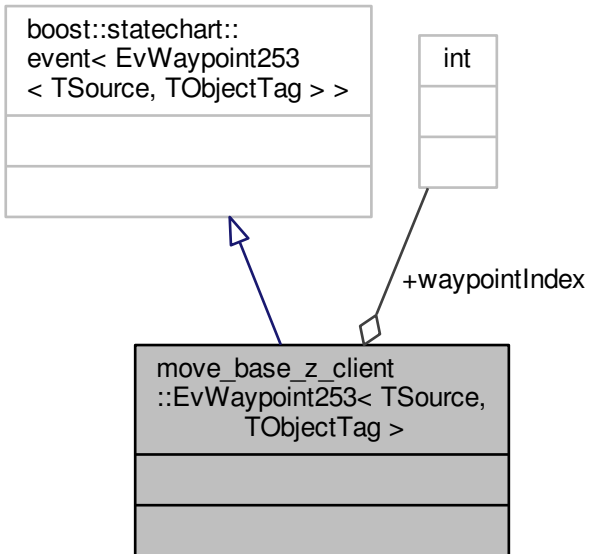 boost::statechart::
event< EvWaypoint253
< TSource, TObjectTag > >
int
+waypointIndex
move_base_z_client
::EvWaypoint253< TSource,
TObjectTag >